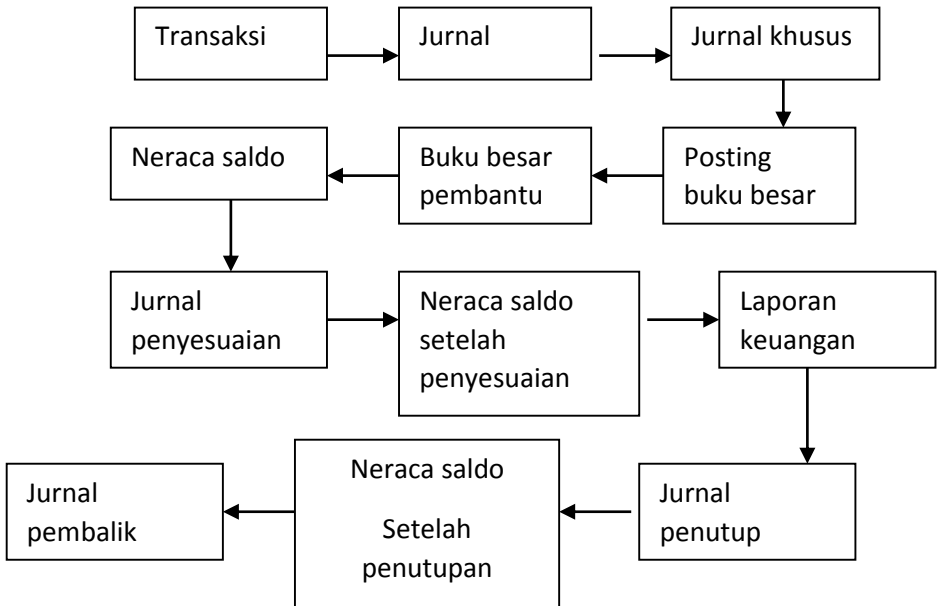 Transaksi
Jurnal
Jurnal khusus
Neraca saldo
Buku besar
pembantu
Posting
buku besar
Jurnal
penyesuaian
Neraca saldo
setelah
penyesuaian
Laporan
keuangan
Jurnal
pembalik
Neraca saldo
Setelah
penutupan
Jurnal
penutup